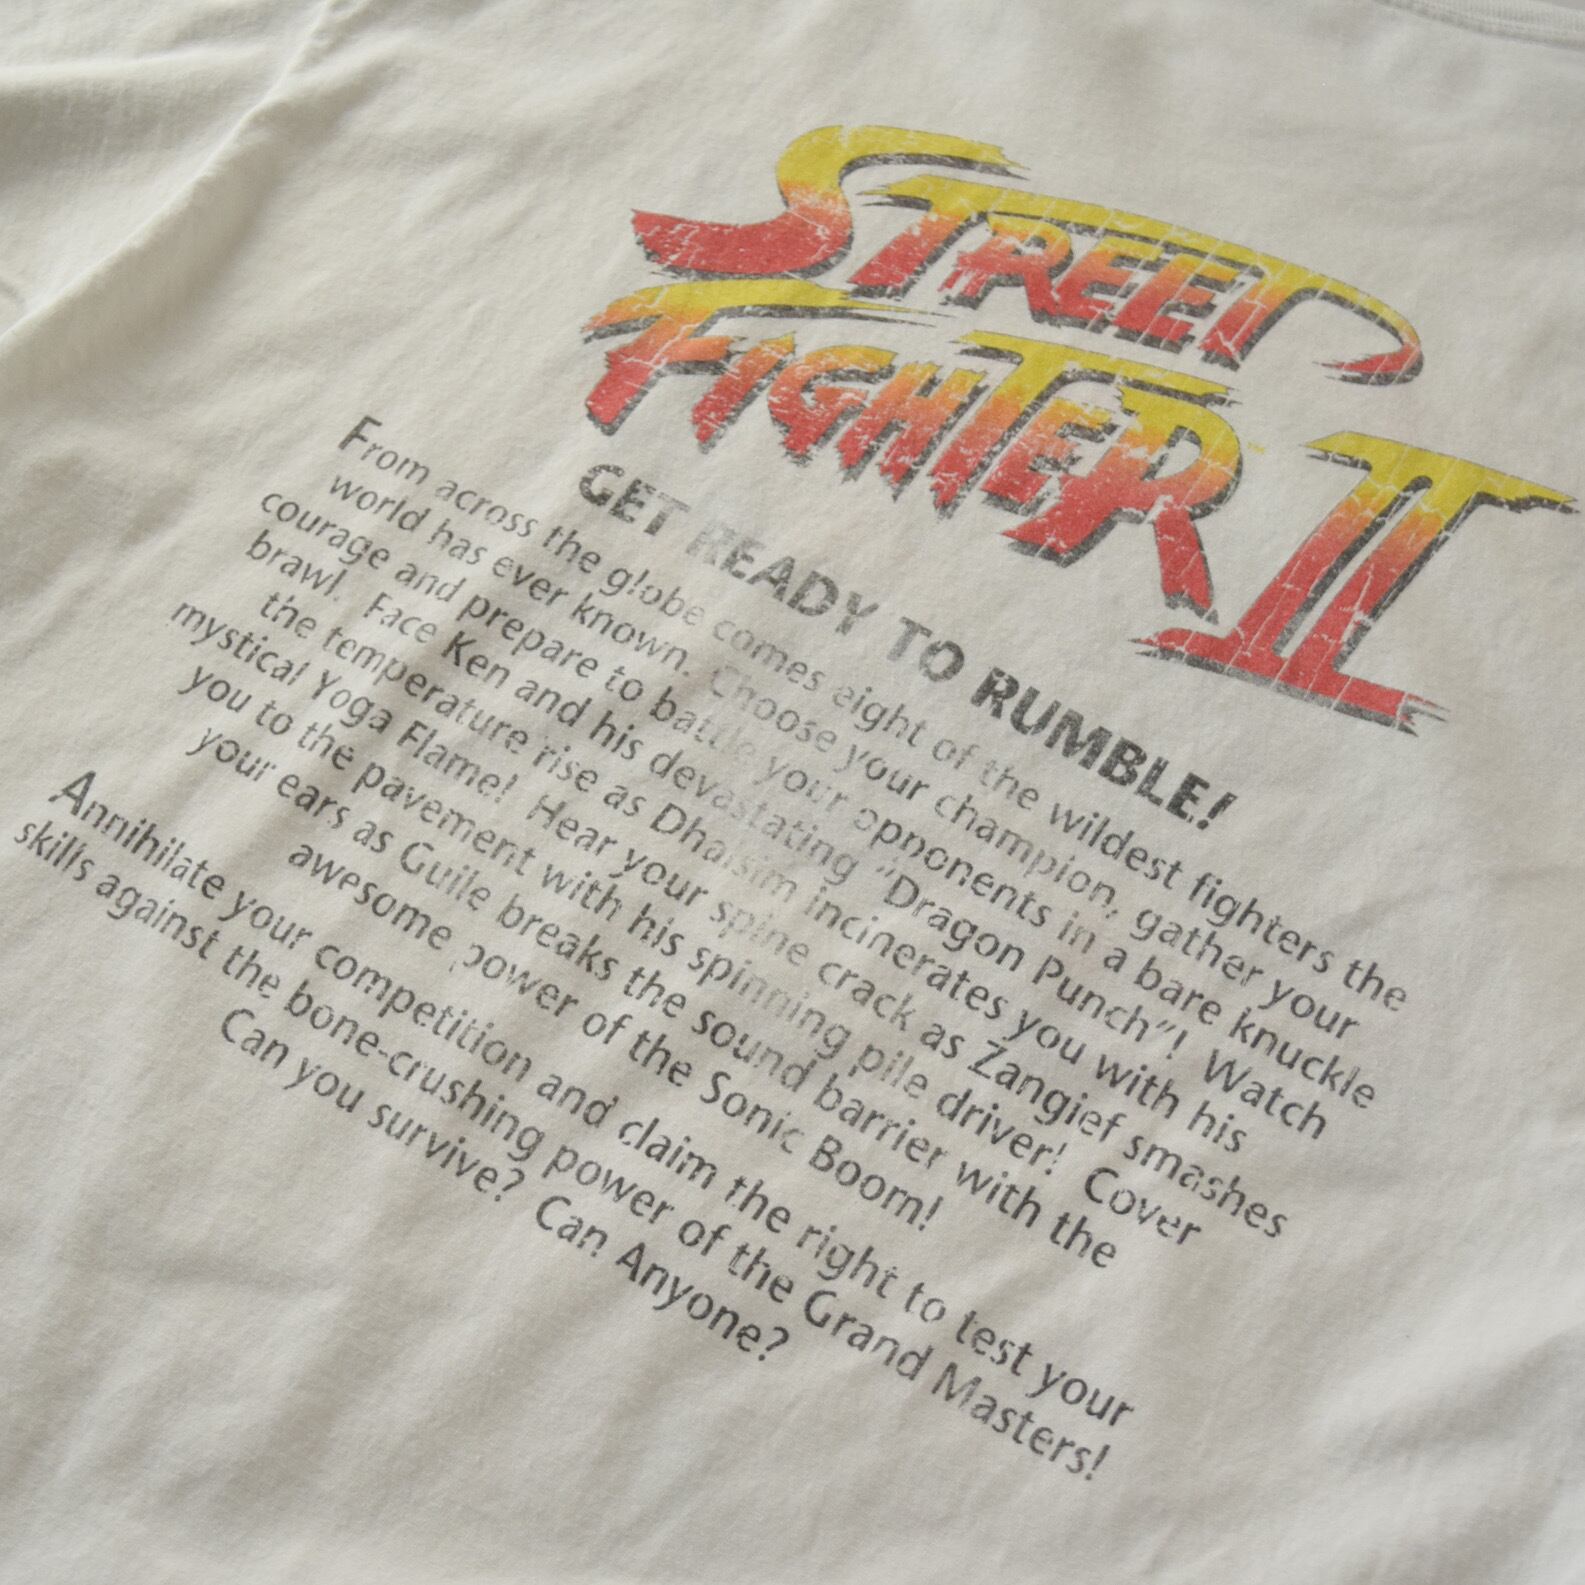 STREET
FIGHTER II
GET READY TO RUMBLE!
From across the globe comes eight of the wildest fighters the
world has ever known. Choose your champion, gather your
courage and prepare to battle your opponents in a bare knuckle
brawl. Face Ken and his devastating "Dragon Punch"! Watch
the temperature rise as Dhalsim incinerates you with his
mystical Yoga Flame! Hear your spine crack as Zangief smashes
you to the pavement with his spinning pile driver! Cover
your ears as Guile breaks the sound barrier with the
awesome power of the Sonic Boom!
Annihilate your competition and claim the right to test your
skills against the bone-crushing power of the Grand Masters!
Can you survive? Can Anyone?